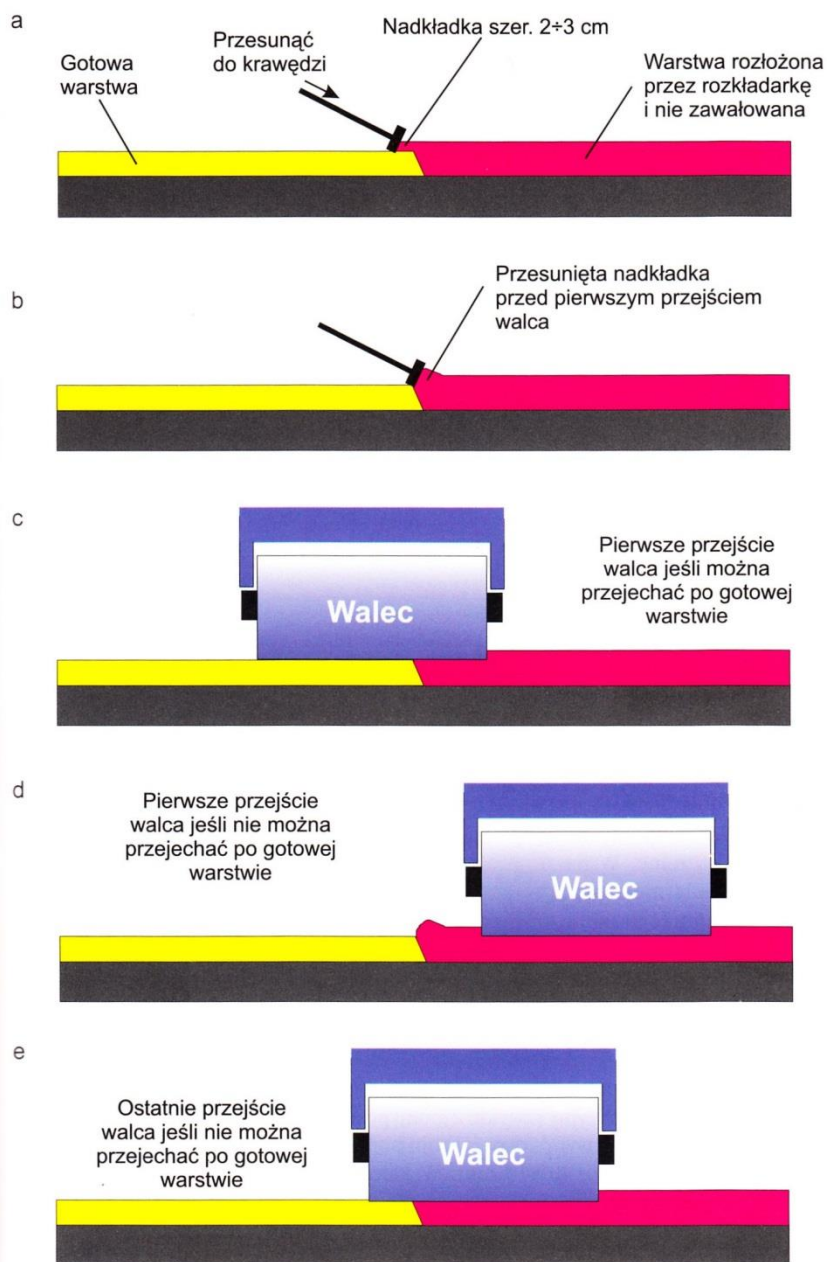 a
Gotowa
warstwa
Przesunąć
do krawędzi
Nadkładka szer. 2÷3 cm
Warstwa rozłożona
przez rozkładarkę
i nie zawałowana
b
Przesunięta nadkładka
przed pierwszym przejściem
walca
c
Walec
Pierwsze przejście
walca jeśli można
przejechać po gotowej
warstwie
d
Pierwsze przejście
walca jeśli nie można
przejechać po gotowej
warstwie
Walec
e
Ostatnie przejście
walca jeśli nie można
przejechać po gotowej
warstwie
Walec